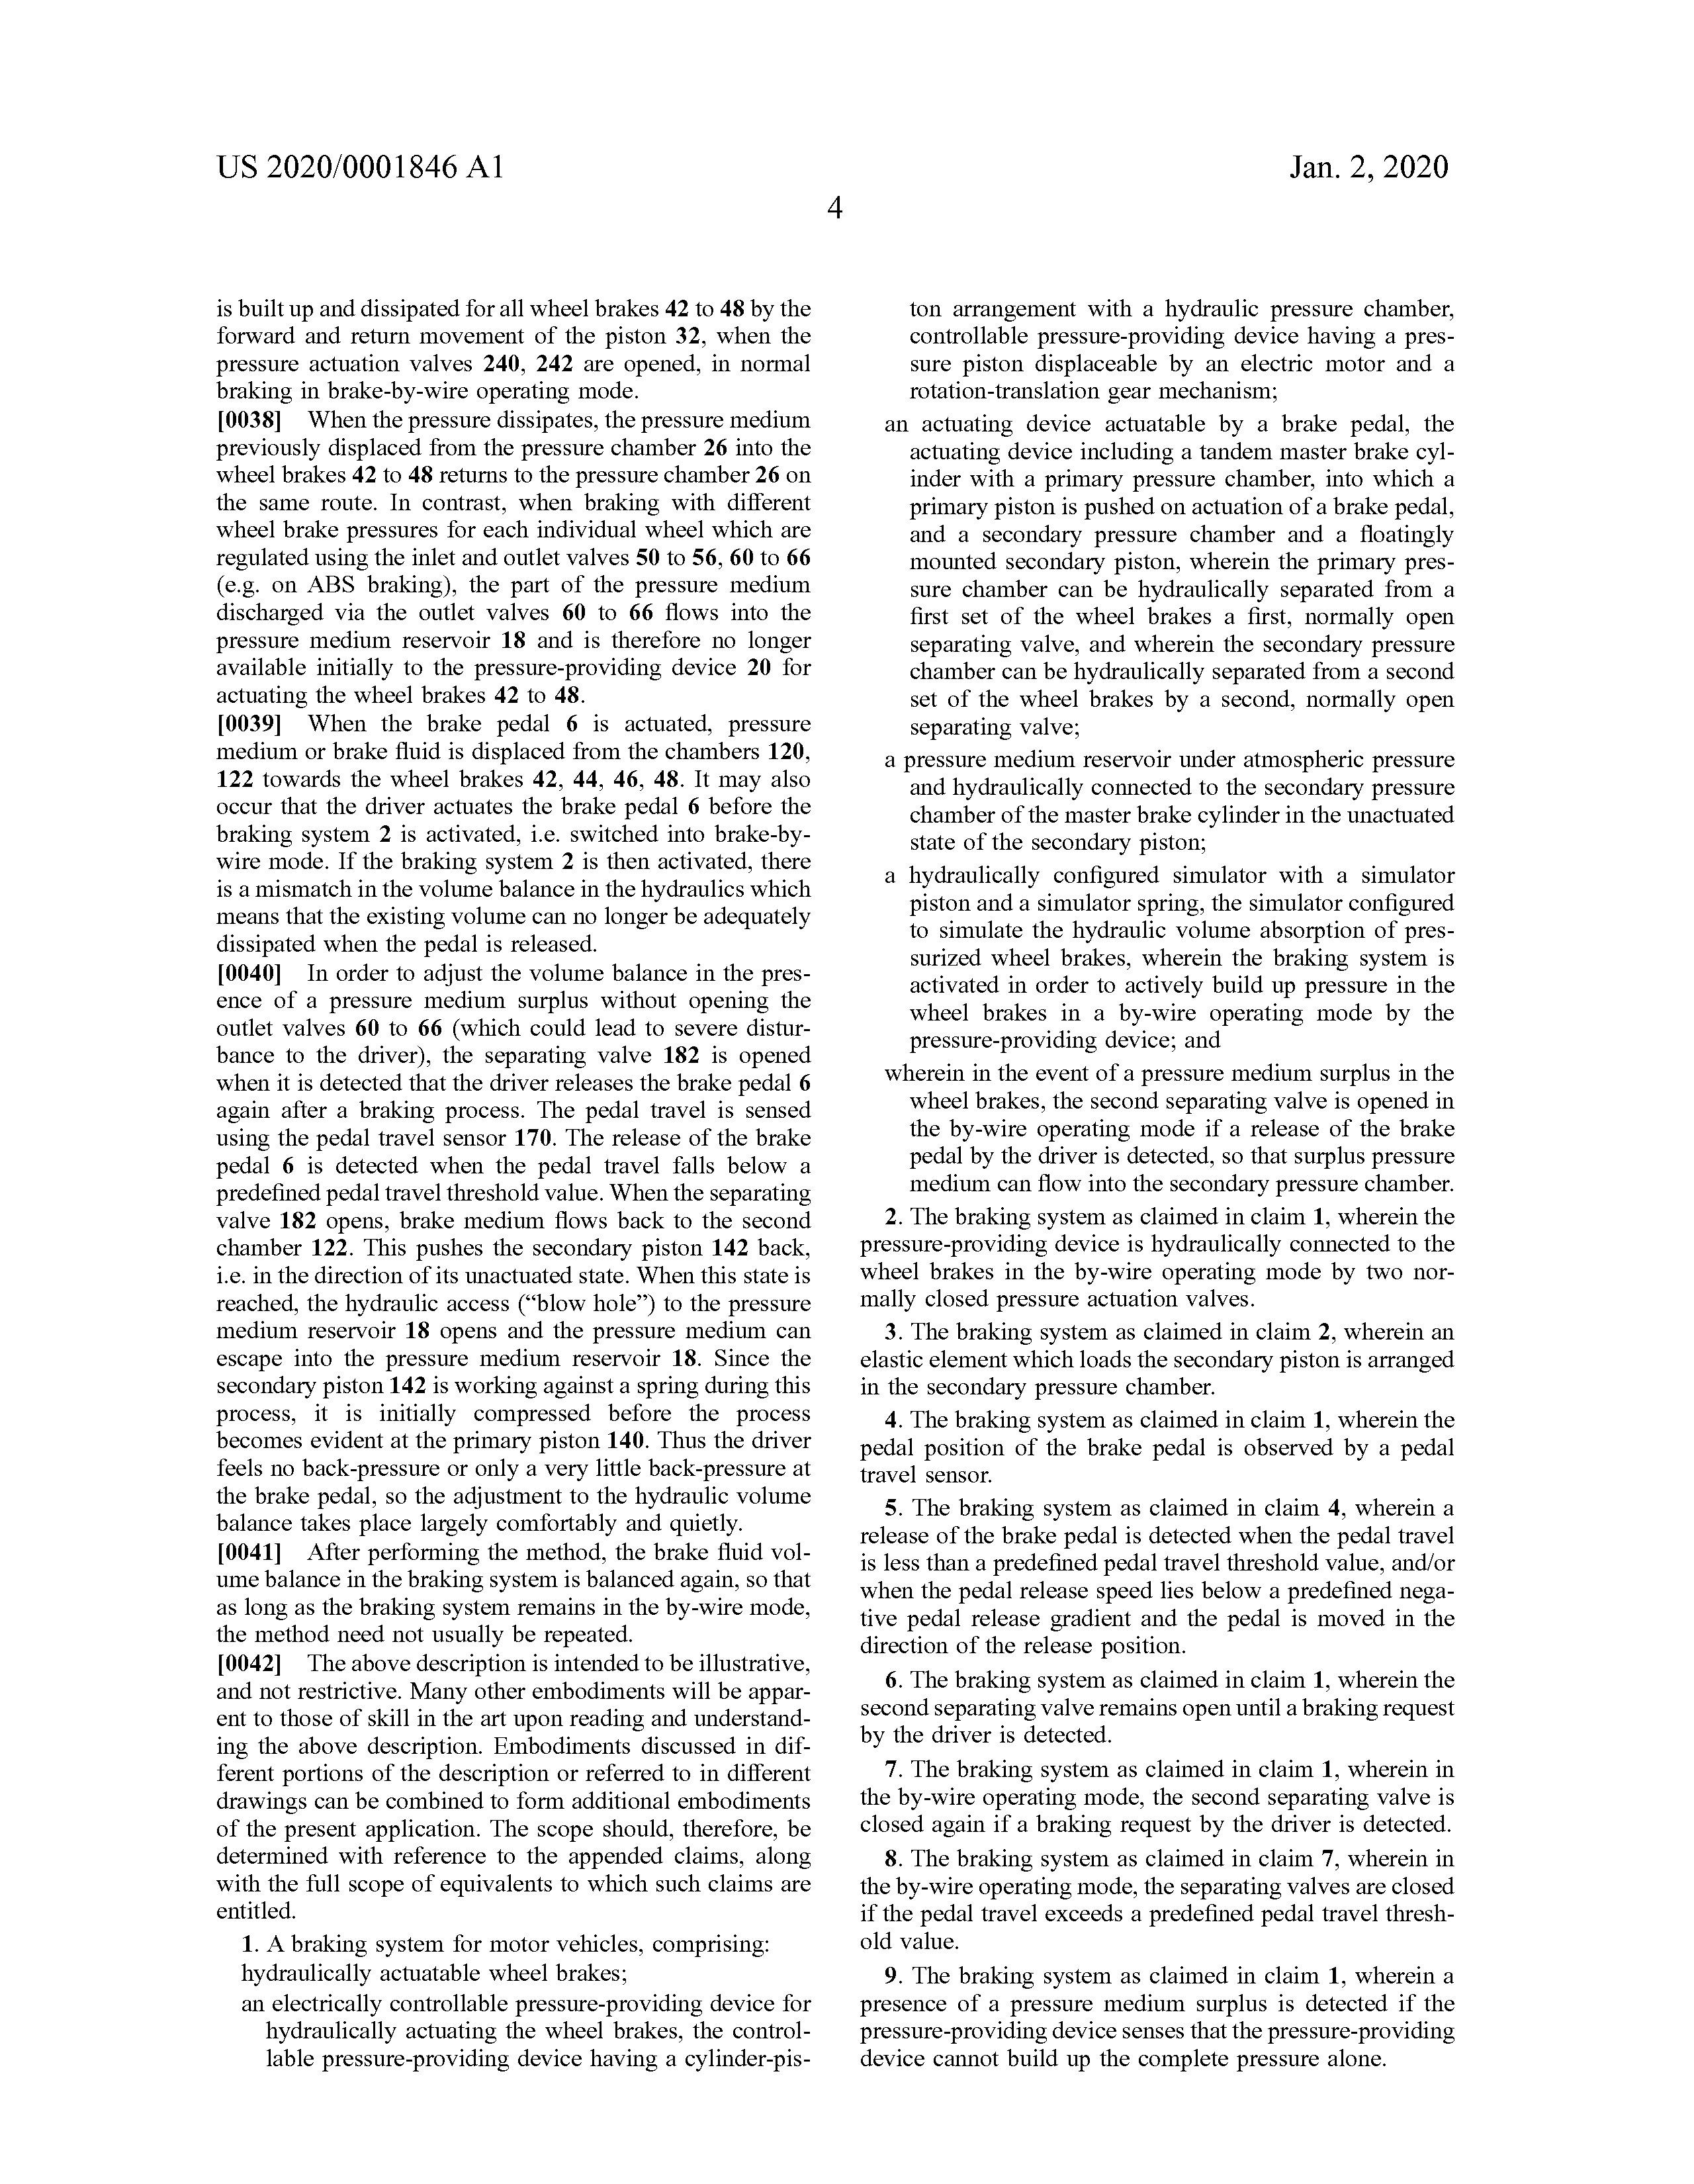 US 2020/0001846 A1
Jan. 2, 2020
4
is built up and dissipated for all wheel brakes 42 to 48 by the
forward and return movement of the piston 32, when the
pressure actuation valves 240, 242 are opened, in normal
braking in brake-by-wire operating mode.
[0038] When the pressure dissipates, the pressure medium
previously displaced from the pressure chamber 26 into the
wheel brakes 42 to 48 returns to the pressure chamber 26 on
the same route. In contrast, when braking with different
wheel brake pressures for each individual wheel which are
regulated using the inlet and outlet valves 50 to 56, 60 to 66
(e.g. on ABS braking), the part of the pressure medium
discharged via the outlet valves 60 to 66 flows into the
pressure medium reservoir 18 and is therefore no longer
available initially to the pressure-providing device 20 for
actuating the wheel brakes 42 to 48.
[0039] When the brake pedal 6 is actuated, pressure
medium or brake fluid is displaced from the chambers 120,
122 towards the wheel brakes 42, 44, 46, 48. It may also
occur that the driver actuates the brake pedal 6 before the
braking system 2 is activated, i.e. switched into brake-by-
wire mode. If the braking system 2 is then activated, there
is a mismatch in the volume balance in the hydraulics which
means that the existing volume can no longer be adequately
dissipated when the pedal is released.
[0040] In order to adjust the volume balance in the pres-
ence of a pressure medium surplus without opening the
outlet valves 60 to 66 (which could lead to severe distur-
bance to the driver), the separating valve 182 is opened
when it is detected that the driver releases the brake pedal 6
again after a braking process. The pedal travel is sensed
using the pedal travel sensor 170. The release of the brake
pedal 6 is detected when the pedal travel falls below a
predefined pedal travel threshold value. When the separating
valve 182 opens, brake medium flows back to the second
chamber 122. This pushes the secondary piston 142 back,
i.e. in the direction of its unactuated state. When this state is
reached, the hydraulic access (“blow hole”) to the pressure
medium reservoir 18 opens and the pressure medium can
escape into the pressure medium reservoir 18. Since the
secondary piston 142 is working against a spring during this
process, it is initially compressed before the process
becomes evident at the primary piston 140. Thus the driver
feels no back-pressure or only a very little back-pressure at
the brake pedal, so the adjustment to the hydraulic volume
balance takes place largely comfortably and quietly.
[0041] After performing the method, the brake fluid vol-
ume balance in the braking system is balanced again, so that
as long as the braking system remains in the by-wire mode,
the method need not usually be repeated.
[0042] The above description is intended to be illustrative,
and not restrictive. Many other embodiments will be appar-
ent to those of skill in the art upon reading and understand-
ing the above description. Embodiments discussed in dif-
ferent portions of the description or referred to in different
drawings can be combined to form additional embodiments
of the present application. The scope should, therefore, be
determined with reference to the appended claims, along
with the full scope of equivalents to which such claims are
entitled.
1. A braking system for motor vehicles, comprising:
hydraulically actuatable wheel brakes;
an electrically controllable pressure-providing device for
hydraulically actuating the wheel brakes, the control-
lable pressure-providing device having a cylinder-pis-
ton arrangement with a hydraulic pressure chamber,
controllable pressure-providing device having a pres-
sure piston displaceable by an electric motor and a
rotation-translation gear mechanism;
an actuating device actuatable by a brake pedal, the
actuating device including a tandem master brake cyl-
inder with a primary pressure chamber, into which a
primary piston is pushed on actuation of a brake pedal,
and a secondary pressure chamber and a floatingly
mounted secondary piston, wherein the primary pres-
sure chamber can be hydraulically separated from a
first set of the wheel brakes a first, normally open
separating valve, and wherein the secondary pressure
chamber can be hydraulically separated from a second
set of the wheel brakes by a second, normally open
separating valve;
a pressure medium reservoir under atmospheric pressure
and hydraulically connected to the secondary pressure
chamber of the master brake cylinder in the unactuated
state of the secondary piston;
a hydraulically configured simulator with a simulator
piston and a simulator spring, the simulator configured
to simulate the hydraulic volume absorption of pres-
surized wheel brakes, wherein the braking system is
activated in order to actively build up pressure in the
wheel brakes in a by-wire operating mode by the
pressure-providing device; and
wherein in the event of a pressure medium surplus in the
wheel brakes, the second separating valve is opened in
the by-wire operating mode if a release of the brake
pedal by the driver is detected, so that surplus pressure
medium can flow into the secondary pressure chamber.
2. The braking system as claimed in claim 1, wherein the
pressure-providing device is hydraulically connected to the
wheel brakes in the by-wire operating mode by two nor-
mally closed pressure actuation valves.
3. The braking system as claimed in claim 2, wherein an
elastic element which loads the secondary piston is arranged
in the secondary pressure chamber.
4. The braking system as claimed in claim 1, wherein the
pedal position of the brake pedal is observed by a pedal
travel sensor.
5. The braking system as claimed in claim 4, wherein a
release of the brake pedal is detected when the pedal travel
is less than a predefined pedal travel threshold value, and/or
when the pedal release speed lies below a predefined nega-
tive pedal release gradient and the pedal is moved in the
direction of the release position.
6. The braking system as claimed in claim 1, wherein the
second separating valve remains open until a braking request
by the driver is detected.
7. The braking system as claimed in claim 1, wherein in
the by-wire operating mode, the second separating valve is
closed again if a braking request by the driver is detected.
8. The braking system as claimed in claim 7, wherein in
the by-wire operating mode, the separating valves are closed
if the pedal travel exceeds a predefined pedal travel thresh-
old value.
9. The braking system as claimed in claim 1, wherein a
presence of a pressure medium surplus is detected if the
pressure-providing device senses that the pressure-providing
device cannot build up the complete pressure alone.